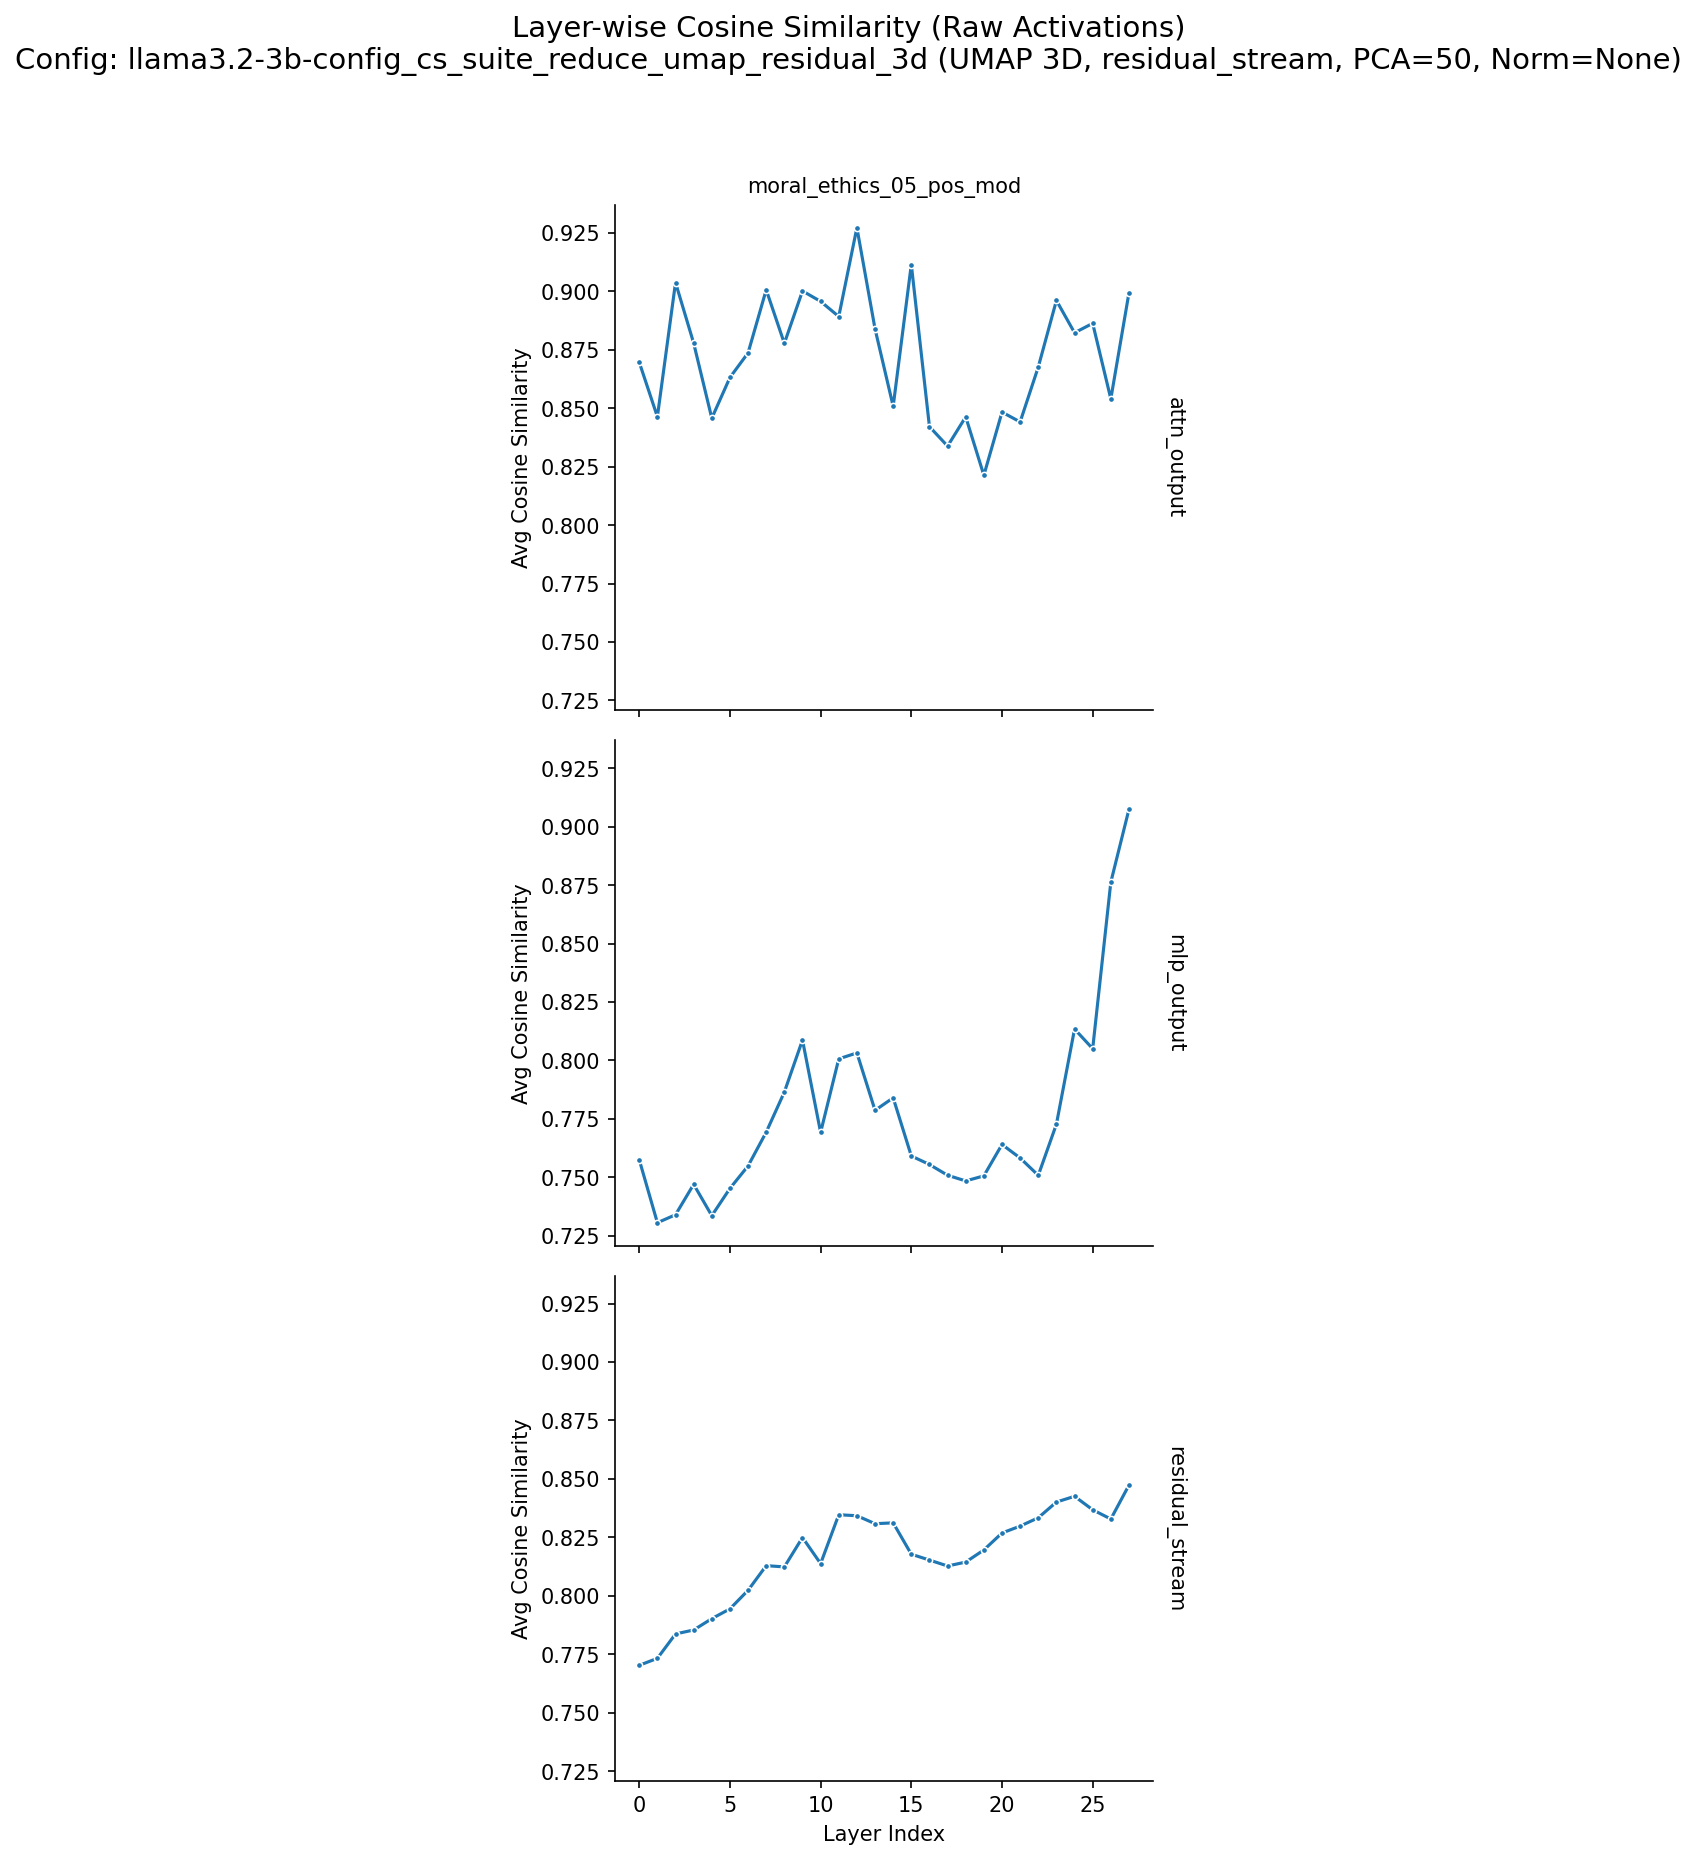 Layer-wise Cosine Similarity (Raw Activations)
Config: llama3.2-3b-config_cs_suite_reduce_umap_residual_3d (UMAP 3D, residual_stream, PCA=50, Norm=None)
moral_ethics_05_pos_mod
0.925
0.900
0.875
0.850
0.825
0.800
0.775
0.750
0.725
Avg Cosine Similarity
attn_output
0.925
0.900
0.875
0.850
0.825
0.800
0.775
0.750
0.725
Avg Cosine Similarity
mlp_output
0.925
0.900
0.875
0.850
0.825
0.800
0.775
0.750
0.725
Avg Cosine Similarity
residual_stream
0 5 10 15 20 25
Layer Index